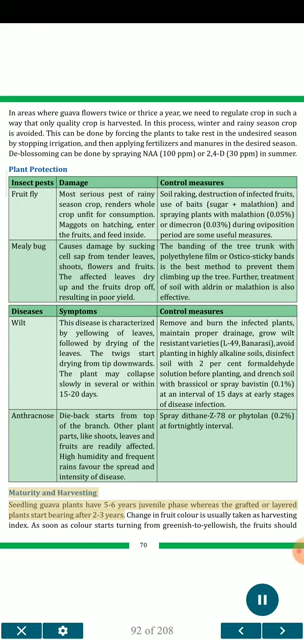 In areas where guava flowers twice or thrice a year, we need to regulate crop in such
a way that only quality crop is harvested. In this process, winter and rainy season crop
is avoided. This can be done by forcing the plants to take rest in the undesired season
by stopping irrigation, and then applying fertilizers and manures in the desired season.
De-blossoming can be done by spraying NAA (100 ppm) or 2,4-D (30 ppm) in summer.
Plant Protection
Insect pests Damage Control measures
Fruit fly Most serious pest of rainy Soil raking, destruction of infected fruits,
season crop, renders whole use of baits (sugar + malathion) and
crop unfit for consumption. spraying plants with malathion (0.05%)
Maggots on hatching, enter or dimecron (0.03%) during oviposition
the fruits, and feed inside. period are some useful measures.
Mealy bug Causes damage by sucking The banding of the tree trunk with
cell sap from tender leaves, polyethylene film or Ostico-sticky bands
shoots, flowers and fruits. is the best method to prevent them
The affected leaves dry climbing up the tree. Further, treatment
up and the fruits drop off, of soil with aldrin or malathion is also
resulting in poor yield. effective.
Diseases Symptoms Control measures
Wilt This disease is characterized Remove and burn the infected plants,
by yellowing of leaves, maintain proper drainage, grow wilt
followed by drying of the resistant varieties (L-49, Banarasi), avoid
leaves. The twigs start planting in highly alkaline soils, disinfect
drying from tip downwards. soil with 2 per cent formaldehyde
The plant may collapse solution before planting, and drench soil
slowly in several or within with brassicol or spray bavistin (0.1%)
15-20 days. at an interval of 15 days at early stages
of disease infection.
Anthracnose Die-back starts from top Spray dithane-Z-78 or phytolan (0.2%)
of the branch. Other plant at fortnightly interval.
parts, like shoots, leaves and
fruits are readily affected.
High humidity and frequent
rains favour the spread and
intensity of disease.
Maturity and Harvesting
Seedling guava plants have 5-6 years juvenile phase whereas the grafted or layered
plants start bearing after 2-3 years. Change in fruit colour is usually taken as harvesting
index. As soon as colour starts turning from greenish-to-yellowish, the fruits should
70
92 of 208